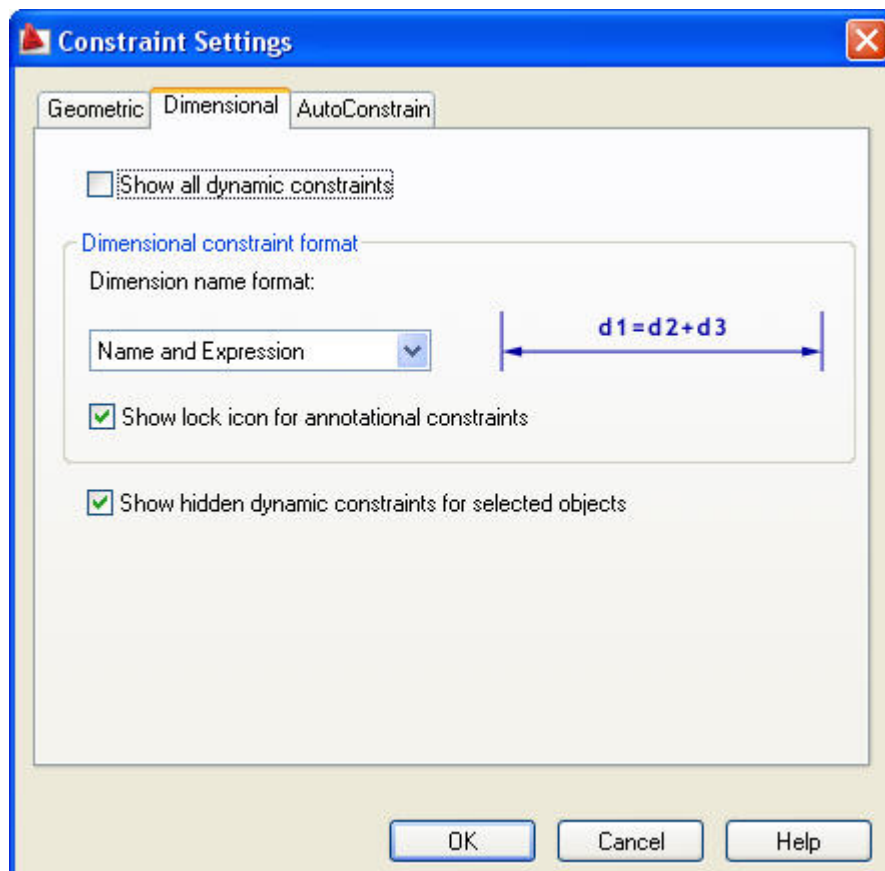 Constraint Settings
Geometric Dimensional AutoConstrain
Show all dynamic constraints
Dimensional constraint format
Dimension name format:
Name and Expression
d1=d2+d3
Show lock icon for annotational constraints
Show hidden dynamic constraints for selected objects
OK Cancel Help